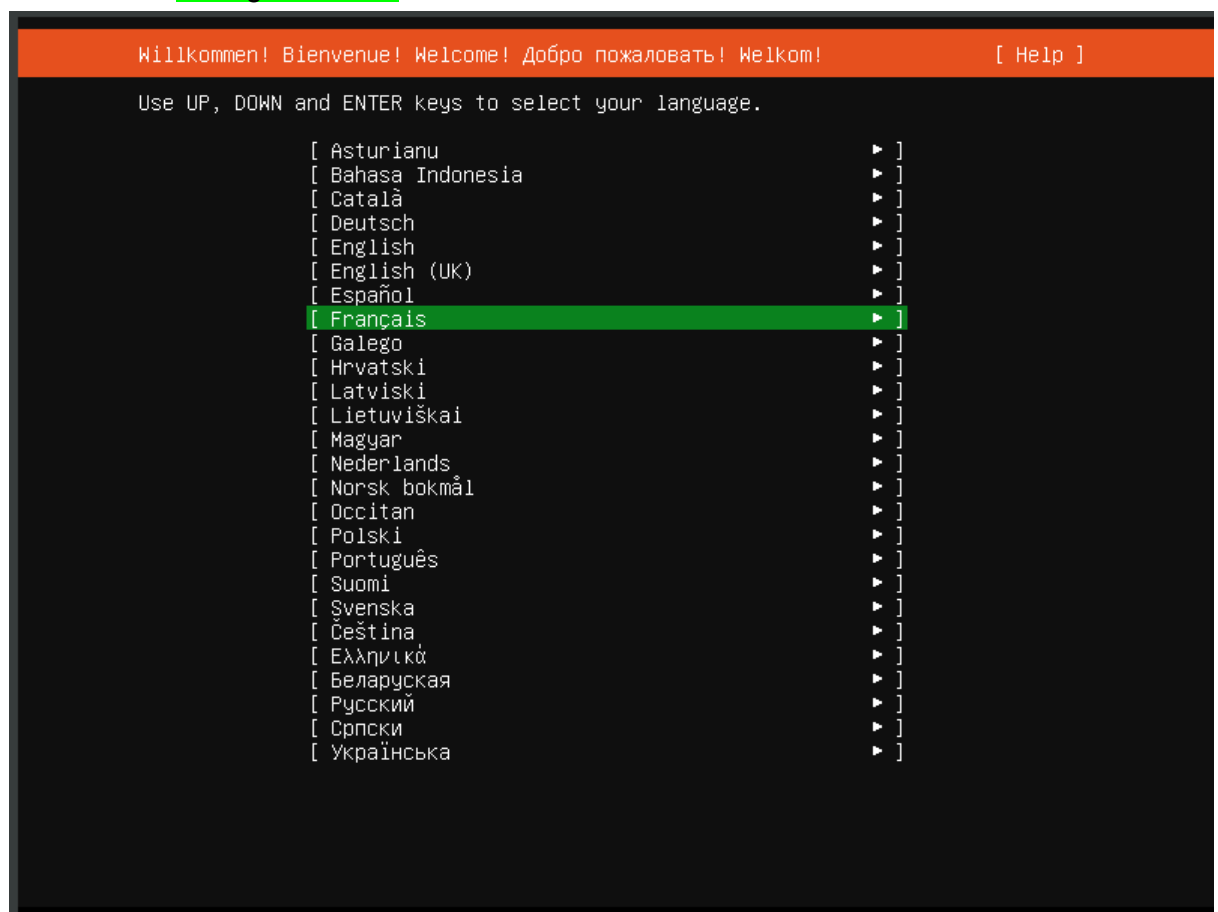 Willkommen! Bienvenue! Welcome! Добро пожаловать! Welkom! [ Help ]
Use UP, DOWN and ENTER keys to select your language.
[ Asturianu ► ]
[ Bahasa Indonesia ► ]
[ Català ► ]
[ Deutsch ► ]
[ English ► ]
[ English (UK) ► ]
[ Español ► ]
[ Français ► ]
[ Galego ► ]
[ Hrvatski ► ]
[ Latviski ► ]
[ Lietuviškai ► ]
[ Magyar ► ]
[ Nederlands ► ]
[ Norsk bokmål ► ]
[ Occitan ► ]
[ Polski ► ]
[ Português ► ]
[ Suomi ► ]
[ Svenska ► ]
[ Čeština ► ]
[ Ελληνικά ► ]
[ Беларуская ► ]
[ Русский ► ]
[ Српски ► ]
[ Українська ► ]